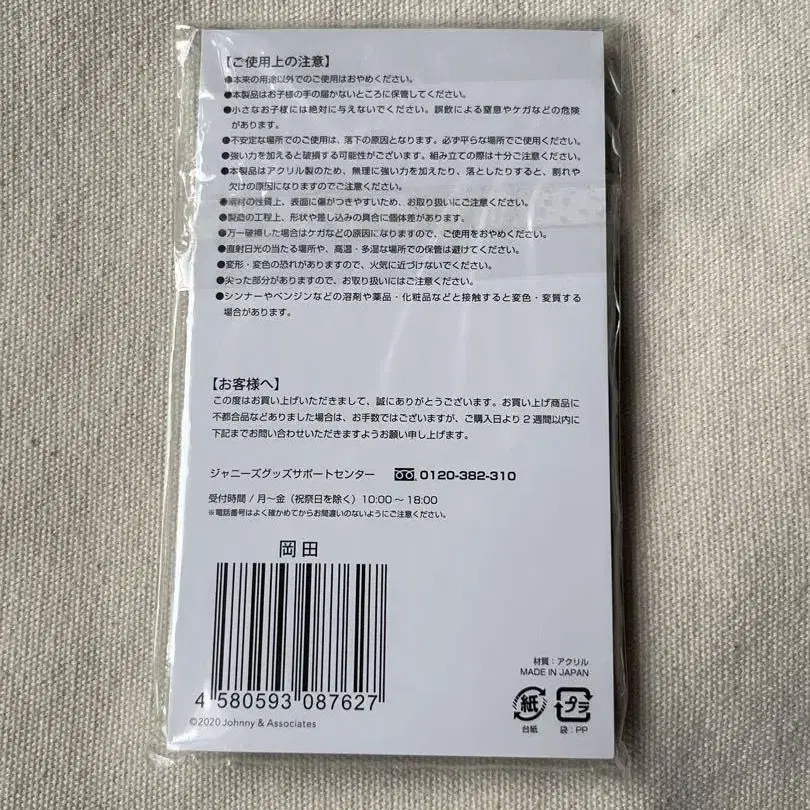 【ご使用上の注意】
●本来の用途以外でのご使用はおやめください。
●本製品はお子様の手の届かないところに保管してください。
●小さなお子様には絶対に与えないでください。誤飲による窒息やケガなどの危険
があります。
●不安定な場所でのご使用は、落下の原因となります。必ず平らな場所でご使用ください。
●強い力を加えると破損する可能性がございます。組み立ての際は十分ご注意ください。
●本製品はアクリル製のため、無理に強い力を加えたり、落としたりすると、割れや
欠けの原因になりますのでご注意ください。
●素材の性質上、表面に傷がつきやすいため、お取り扱いにご注意ください。
●製造の工程上、形状や差し込みの具合に個体差があります。
●万一破損した場合はケガなどの原因になりますので、ご使用をおやめください。
●直射日光の当たる場所や、高温・多湿な場所での保管は避けてください。
●変形・変色の恐れがありますので、火気に近づけないでください。
●尖った部分がありますので、お取り扱いにはご注意ください。
●シンナーやベンジンなどの溶剤や薬品・化粧品などと接触すると変色・変質する
場合があります。
【お客様へ】
この度はお買い上げいただきまして、誠にありがとうございます。お買い上げ商品に
不都合品などありました場合は、お手数ではございますが、ご購入日より2週間以内に
下記までお問い合わせいただきますようお願い申し上げます。
ジャニーズグッズサポートセンター 0120-382-310
受付時間/月〜金（祝祭日を除く）10:00〜18:00
※電話番号はよく確かめてからお間違いのないようにご注意ください。
岡田
4 580593 087627
©2020 Johnny & Associates
材質：アクリル
MADE IN JAPAN
紙 プラ
台紙 袋：PP